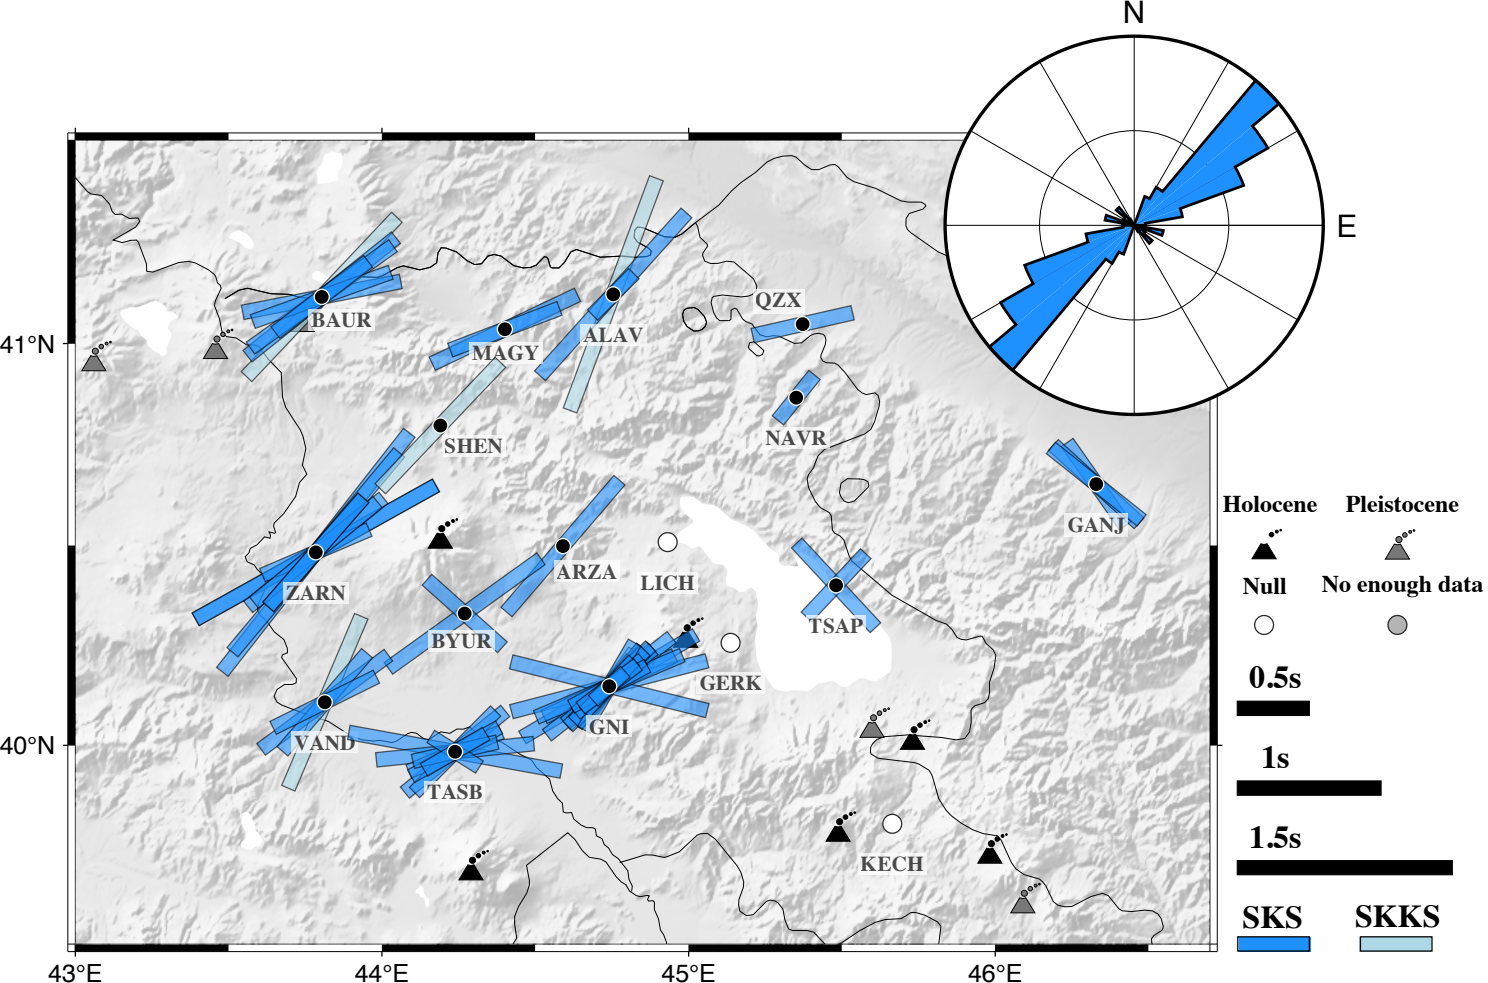 N
E
QZX
BAUR
ALAV
MAGY
41°N
NAVR
SHEN
Holocene
Pleistocene
GANJ
ARZA
LICH
Null
No enough data
ZARN
TSAP
BYUR
GERK
0.5s
GNI
VAND
40°N
1s
TASB
1.5s
KECH
SKS
SKKS
43°E
44°E
45°E
46°E